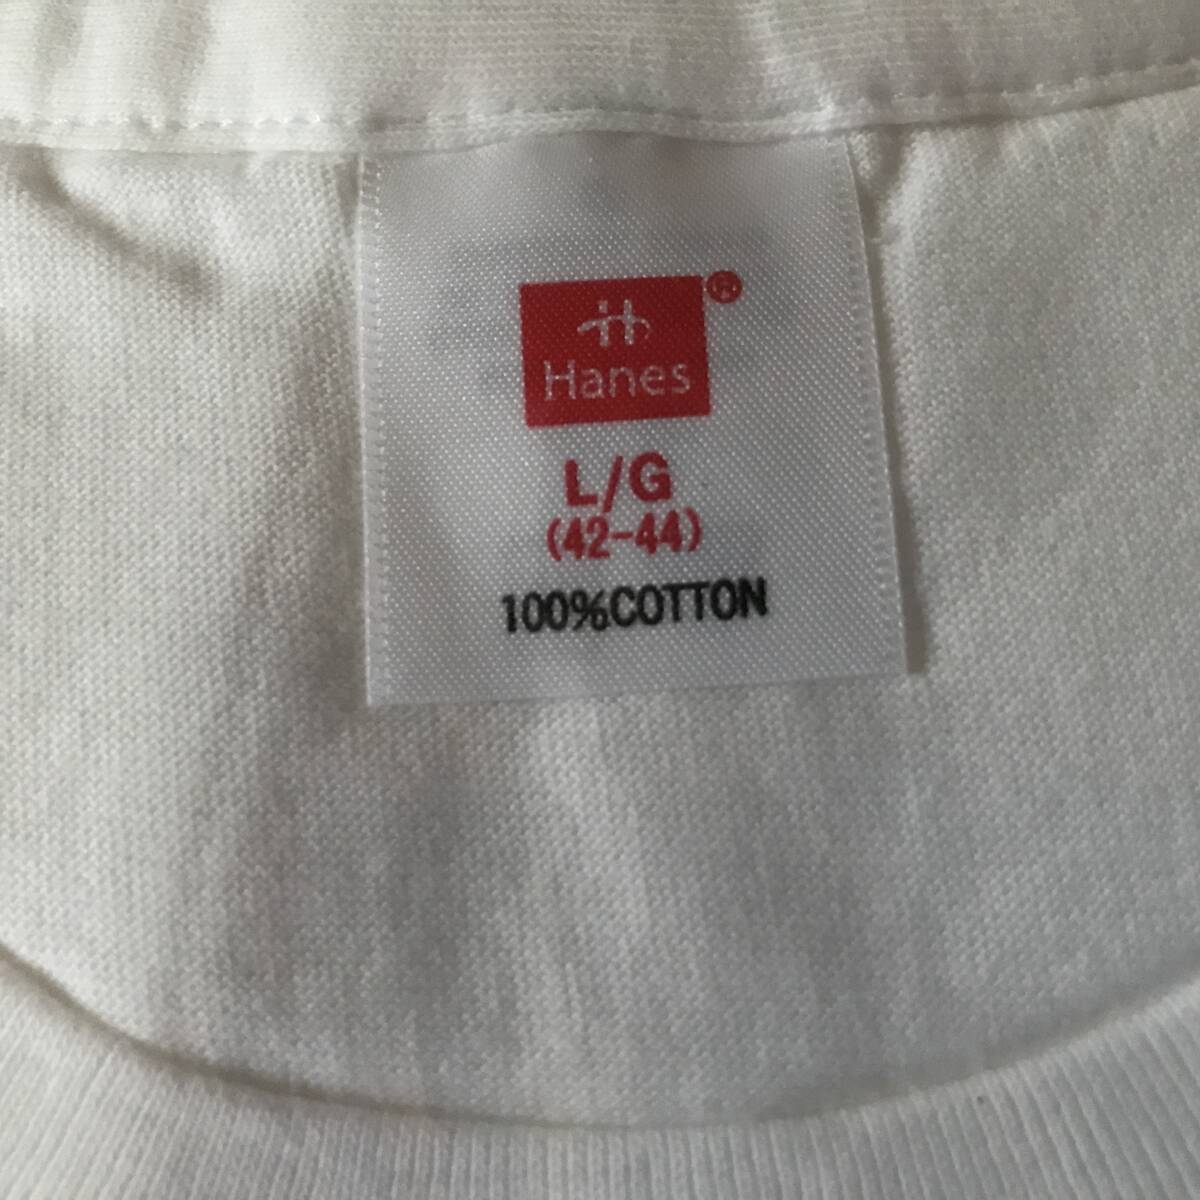 ®
Hanes
L/G
(42-44)
100%COTTON